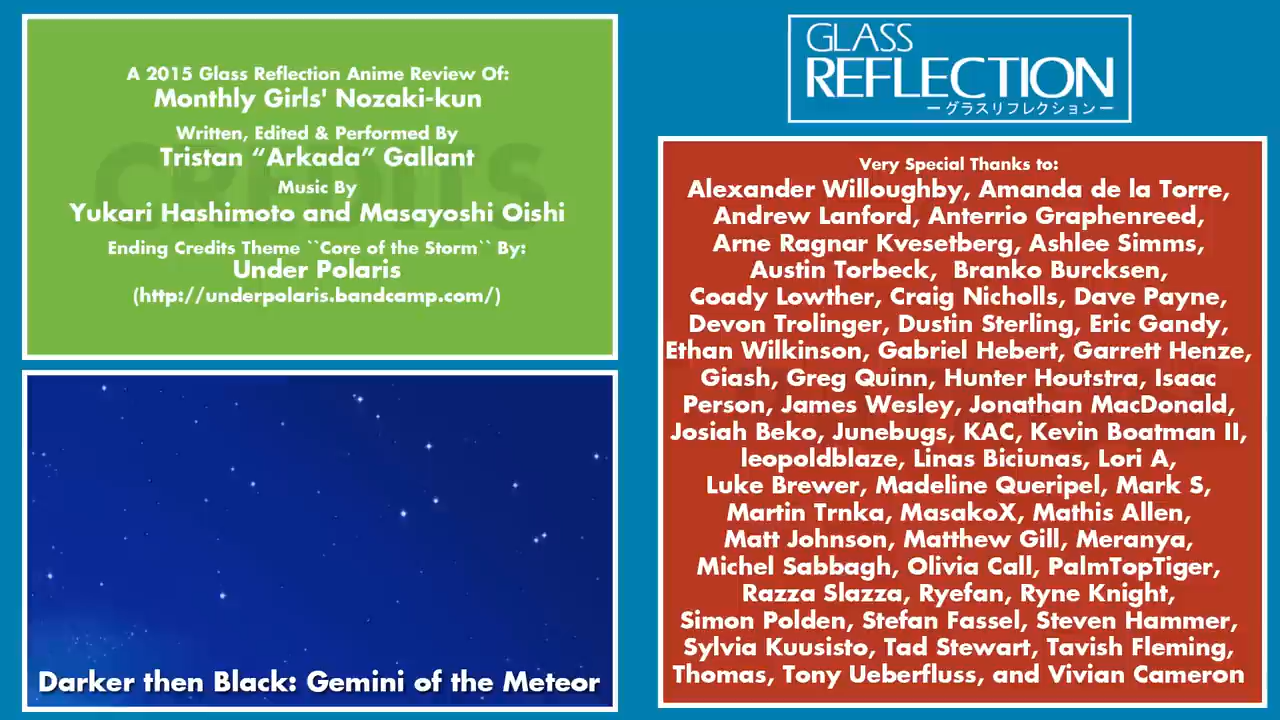 A 2015 Glass Reflection Anime Review Of:
Monthly Girls' Nozaki-kun
Written, Edited & Performed By
Tristan “Arkada” Gallant
CREDITS
Music By
Yukari Hashimoto and Masayoshi Oishi
Ending Credits Theme ``Core of the Storm`` By:
Under Polaris
(http://underpolaris.bandcamp.com/)
Darker then Black: Gemini of the Meteor
GLASS
REFLECTION
ーグラスリフレクションー
Very Special Thanks to:
Alexander Willoughby, Amanda de la Torre,
Andrew Lanford, Anterrio Graphenreed,
Arne Ragnar Kvesetberg, Ashlee Simms,
Austin Torbeck,  Branko Burcksen,
Coady Lowther, Craig Nicholls, Dave Payne,
Devon Trolinger, Dustin Sterling, Eric Gandy,
Ethan Wilkinson, Gabriel Hebert, Garrett Henze,
Giash, Greg Quinn, Hunter Houtstra, Isaac
Person, James Wesley, Jonathan MacDonald,
Josiah Beko, Junebugs, KAC, Kevin Boatman II,
leopoldblaze, Linas Biciunas, Lori A,
Luke Brewer, Madeline Queripel, Mark S,
Martin Trnka, MasakoX, Mathis Allen,
Matt Johnson, Matthew Gill, Meranya,
Michel Sabbagh, Olivia Call, PalmTopTiger,
Razza Slazza, Ryefan, Ryne Knight,
Simon Polden, Stefan Fassel, Steven Hammer,
Sylvia Kuusisto, Tad Stewart, Tavish Fleming,
Thomas, Tony Ueberfluss, and Vivian Cameron